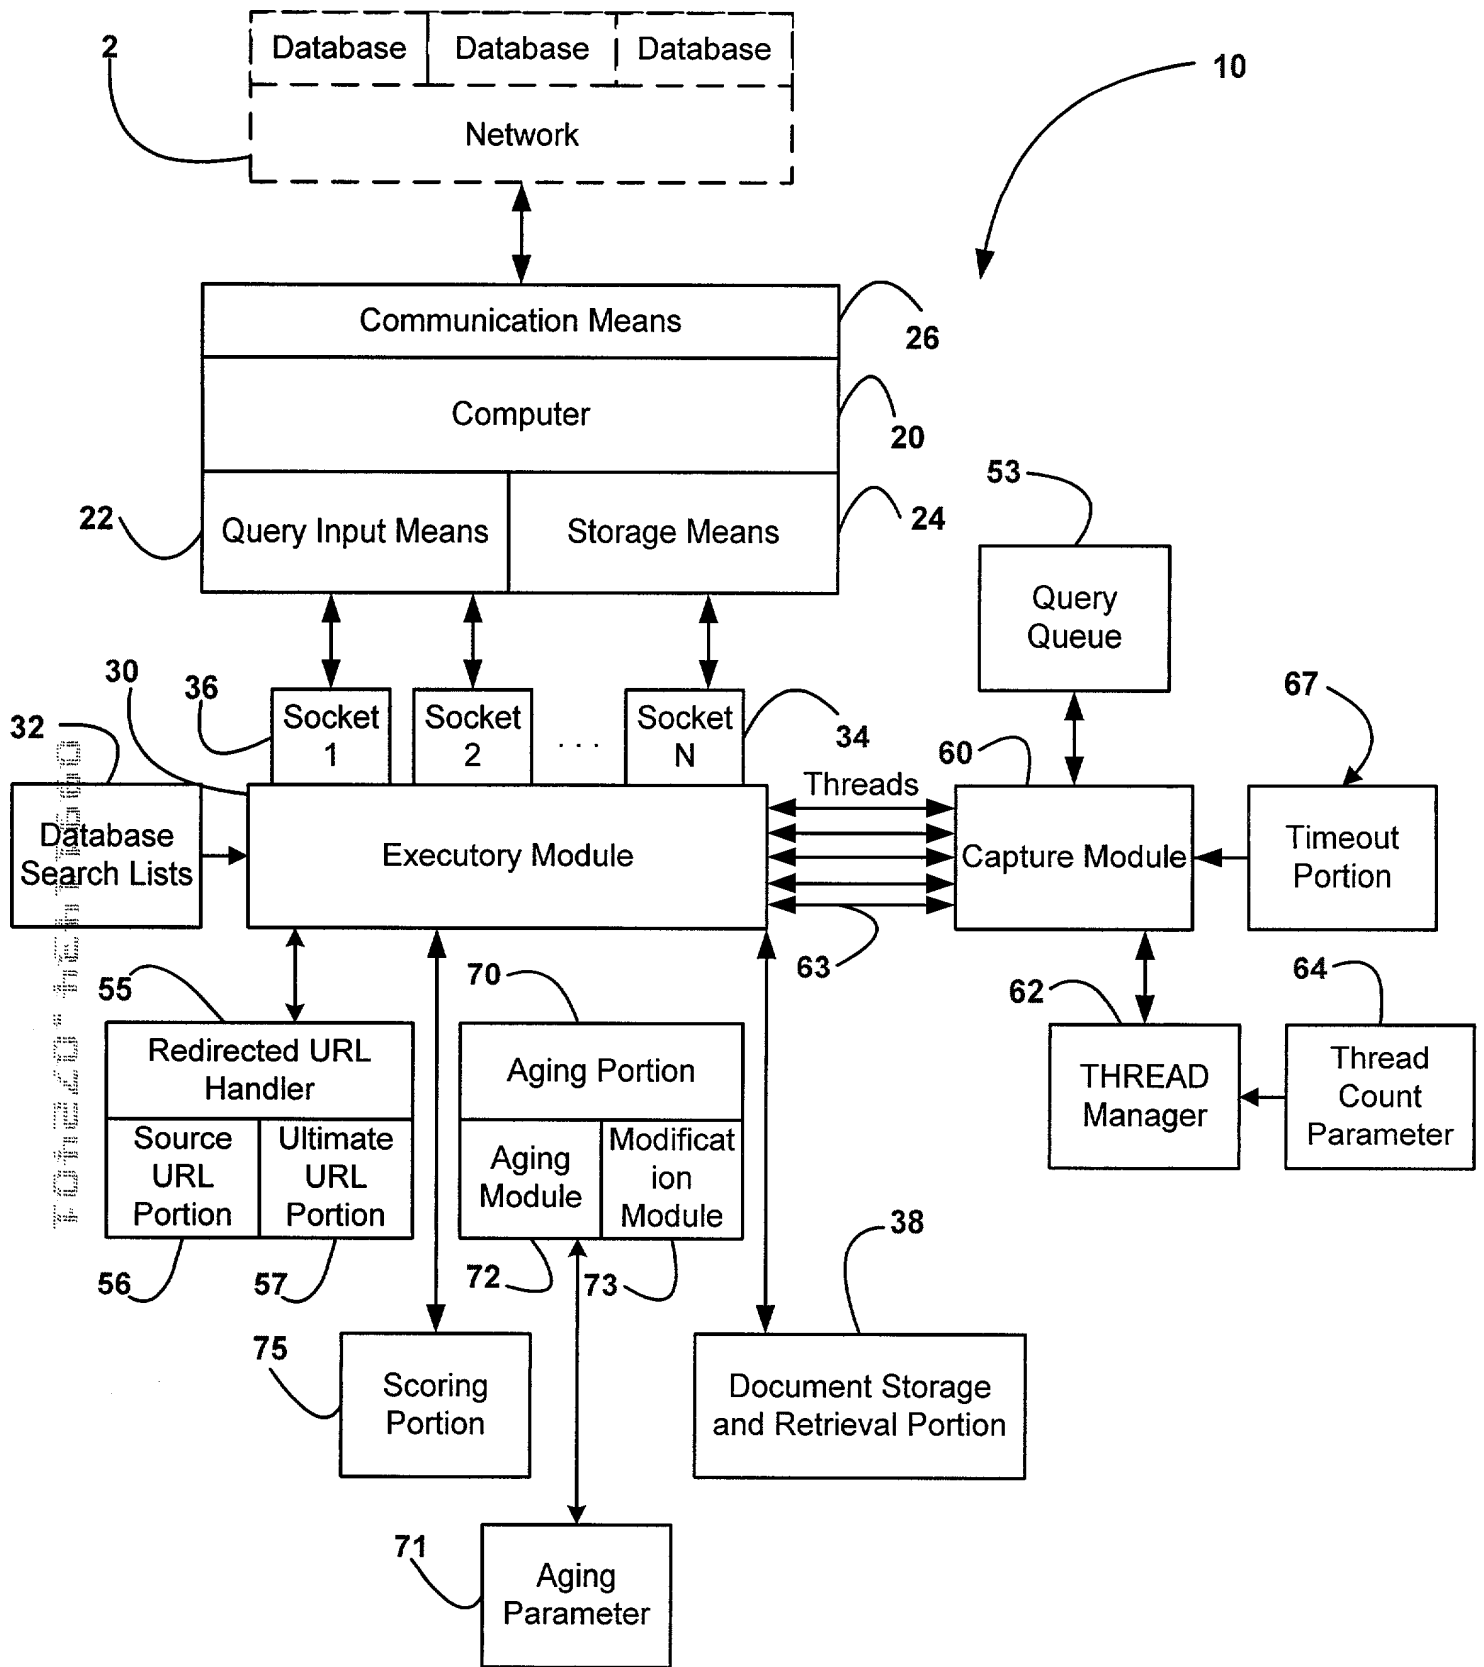 2
Database Database Database
10
Network
Communication Means
26
Computer
20
53
22
Query Input Means
Storage Means
24
Query
Queue
30
36
67
32
Socket
1
Socket
2
. . .
Socket
N
34
60
Threads
Database
Search Lists
Executory Module
Capture Module
Timeout
Portion
63
55
70
62
64
Redirected URL
Handler
Aging Portion
THREAD
Manager
Thread
Count
Parameter
Source
URL
Portion
Ultimate
URL
Portion
Aging
Module
Modificat
ion
Module
38
56
57
72
73
75
Scoring
Portion
Document Storage
and Retrieval Portion
71
Aging
Parameter